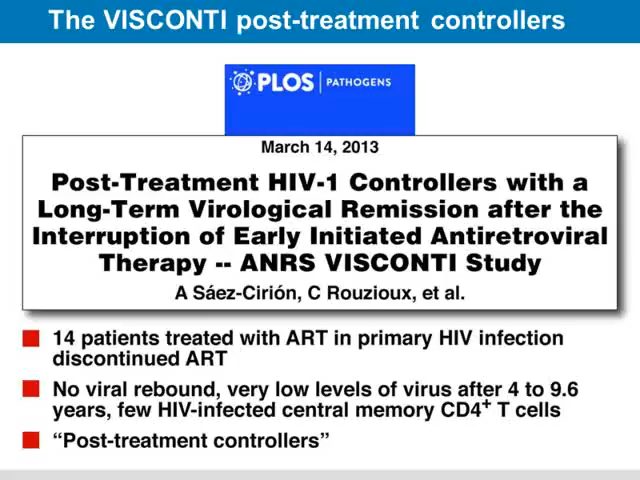 The VISCONTI post-treatment controllers
PLOS | PATHOGENS
March 14, 2013
Post-Treatment HIV-1 Controllers with a
Long-Term Virological Remission after the
Interruption of Early Initiated Antiretroviral
Therapy -- ANRS VISCONTI Study
A Sáez-Cirión, C Rouzioux, et al.
14 patients treated with ART in primary HIV infection
discontinued ART
No viral rebound, very low levels of virus after 4 to 9.6
years, few HIV-infected central memory CD4⁺ T cells
“Post-treatment controllers”